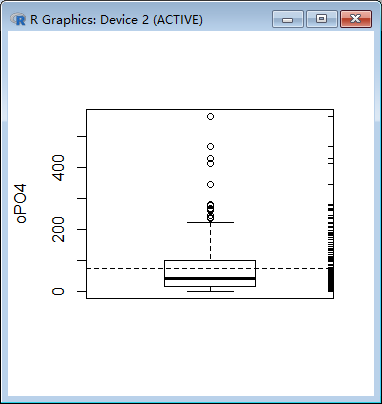 R Graphics: Device 2 (ACTIVE)
oPO4
400
200
0